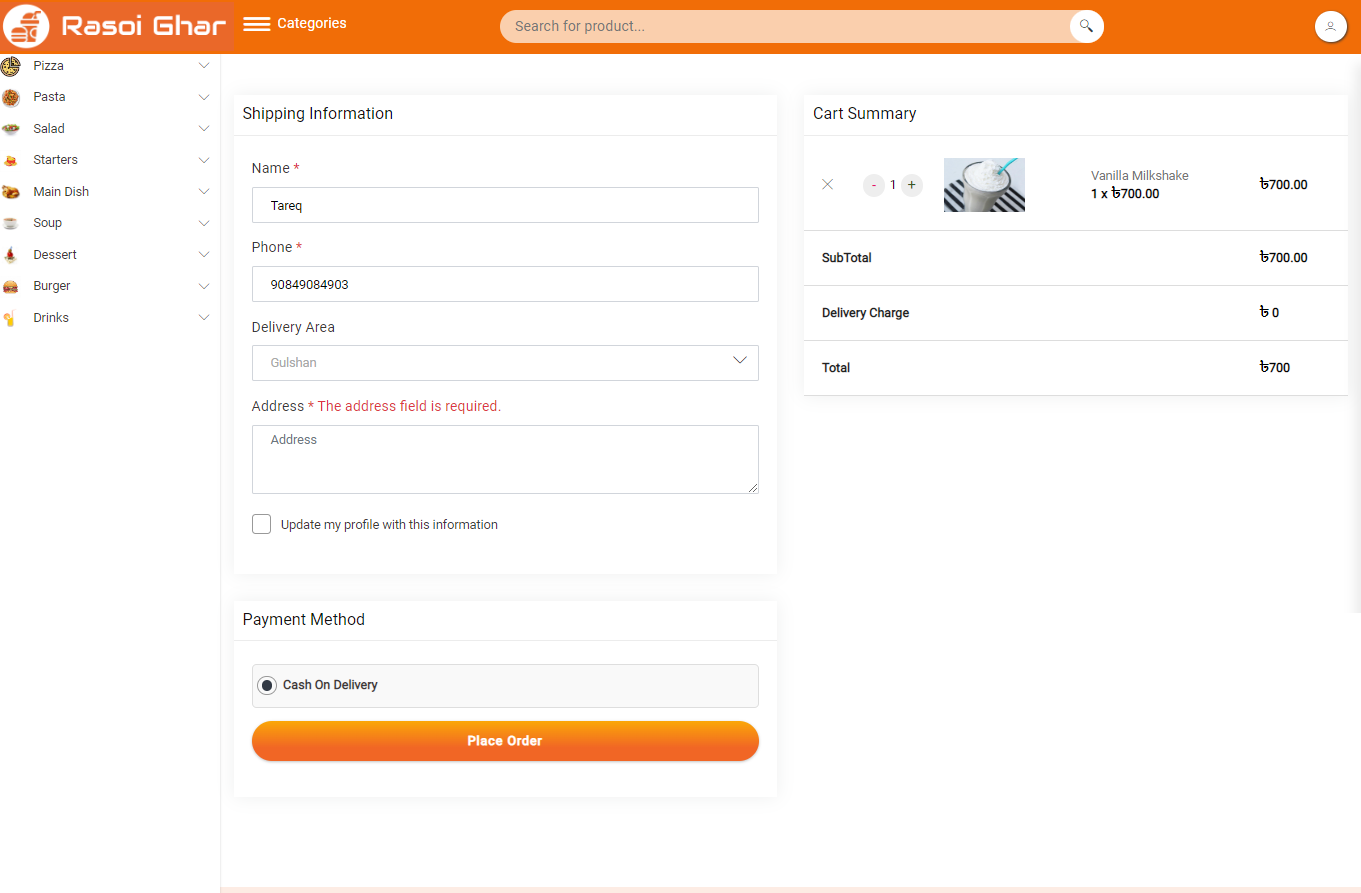 Rasoi Ghar
Categories
Search for product...
Pizza
Pasta
Salad
Starters
Main Dish
Soup
Dessert
Burger
Drinks
Shipping Information
Name *
Tareq
Phone *
90849084903
Delivery Area
Gulshan
Address * The address field is required.
Address
Update my profile with this information
Payment Method
Cash On Delivery
Place Order
Cart Summary
- 1 +
Vanilla Milkshake
1 x ৳700.00
৳700.00
SubTotal ৳700.00
Delivery Charge ৳ 0
Total ৳700